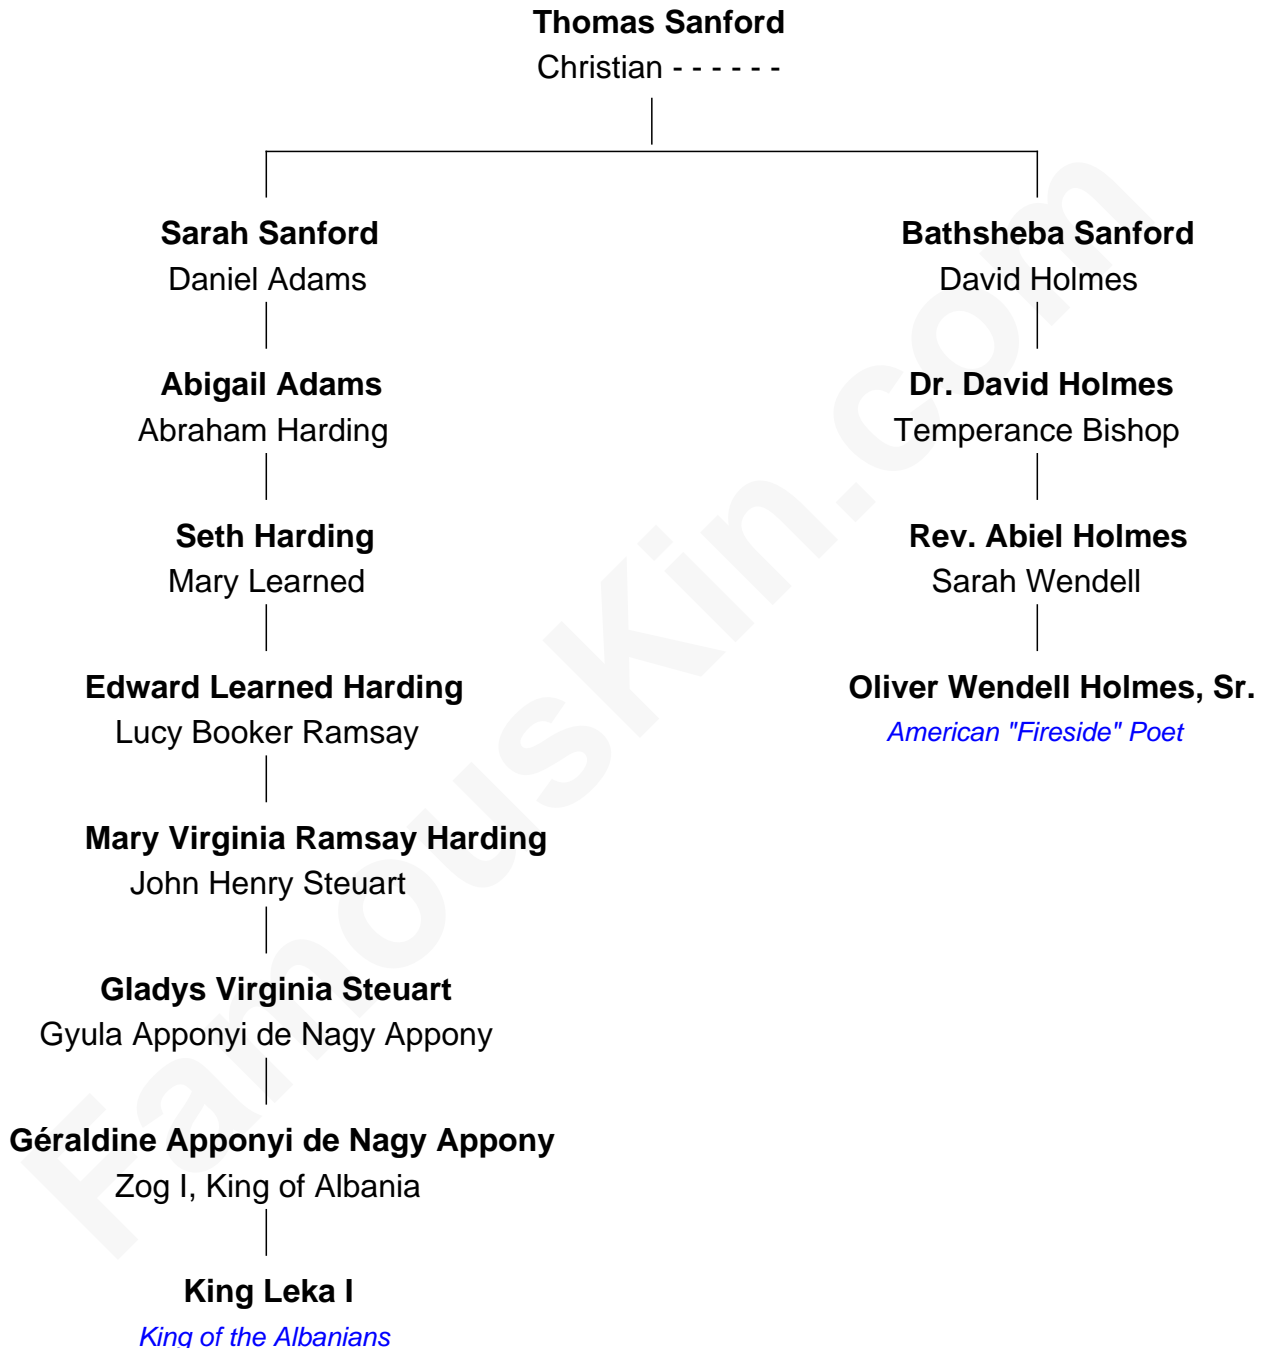 Thomas Sanford
Christian - - - - - -
Sarah Sanford
Daniel Adams
Bathsheba Sanford
David Holmes
Abigail Adams
Abraham Harding
Dr. David Holmes
Temperance Bishop
Seth Harding
Mary Learned
Rev. Abiel Holmes
Sarah Wendell
Edward Learned Harding
Lucy Booker Ramsay
Oliver Wendell Holmes, Sr.
American "Fireside" Poet
Mary Virginia Ramsay Harding
John Henry Steuart
Gladys Virginia Steuart
Gyula Apponyi de Nagy Appony
Géraldine Apponyi de Nagy Appony
Zog I, King of Albania
King Leka I
King of the Albanians
FamousKin.com